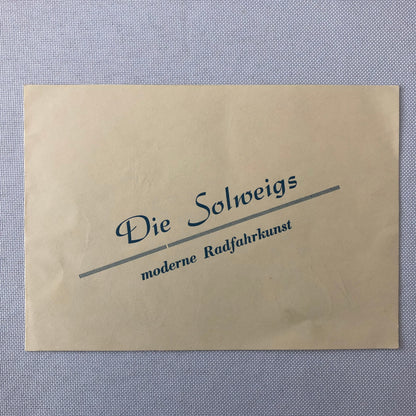 Die Solweigs
moderne Radfahrkunst